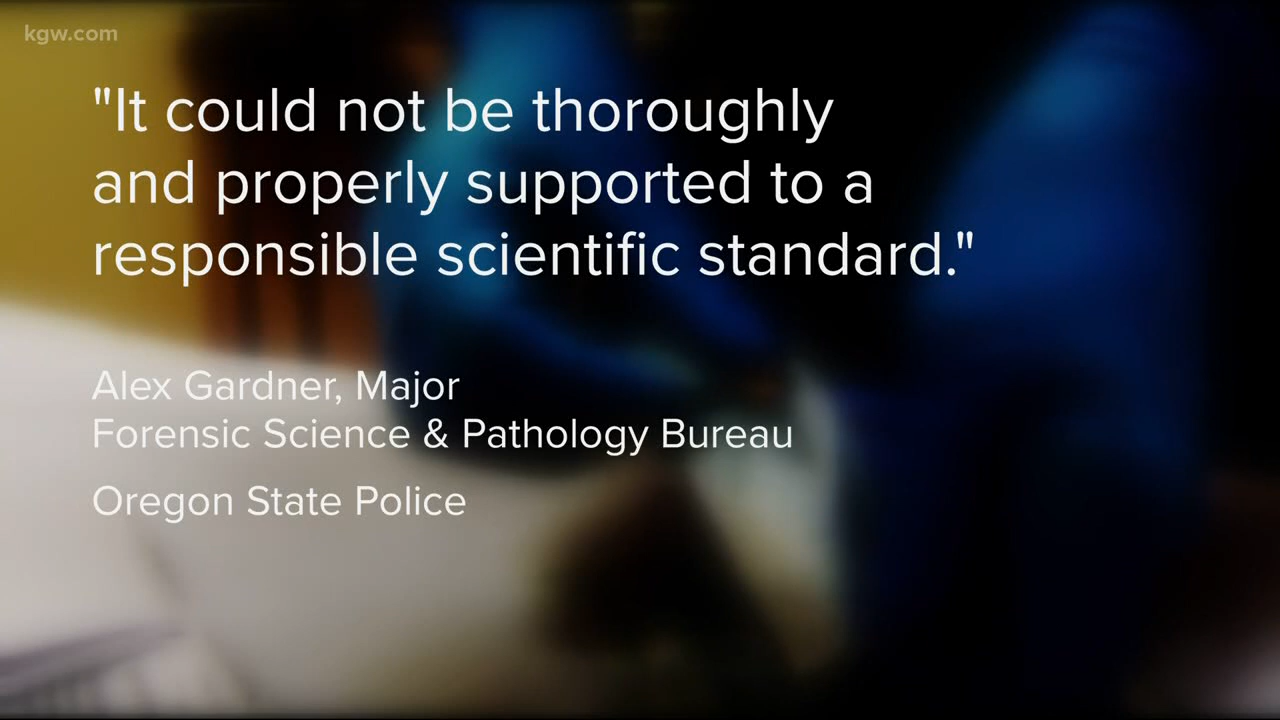 kgw.com
"It could not be thoroughly
and properly supported to a
responsible scientific standard."
Alex Gardner, Major
Forensic Science & Pathology Bureau
Oregon State Police